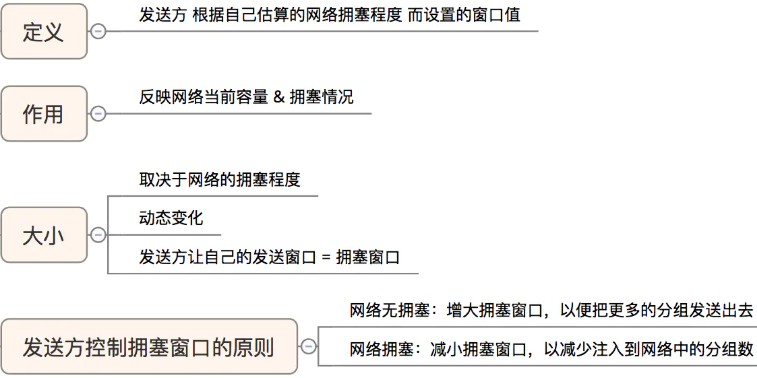 定义
发送方 根据自己估算的网络拥塞程度 而设置的窗口值
作用
反映网络当前容量 & 拥塞情况
大小
取决于网络的拥塞程度
动态变化
发送方让自己的发送窗口 = 拥塞窗口
发送方控制拥塞窗口的原则
网络无拥塞：增大拥塞窗口，以便把更多的分组发送出去
网络拥塞：减小拥塞窗口，以减少注入到网络中的分组数